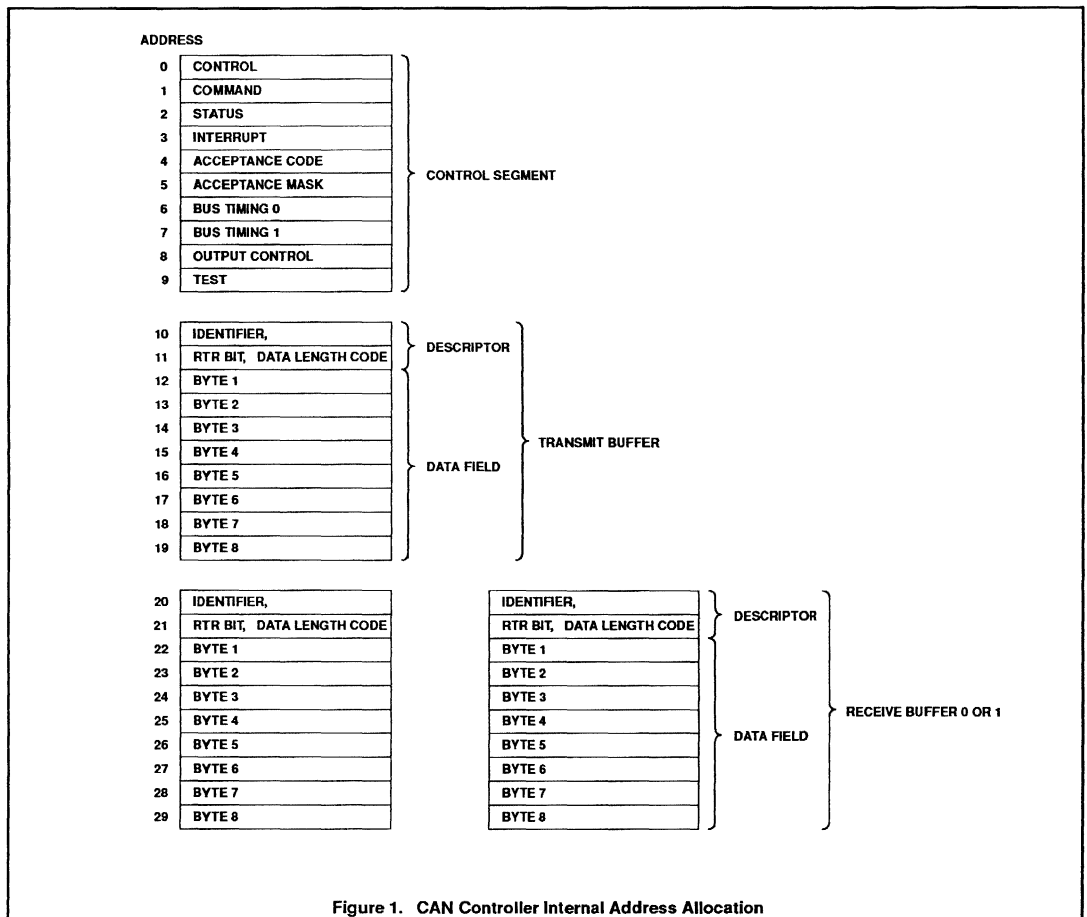 ADDRESS
0 CONTROL
1 COMMAND
2 STATUS
3 INTERRUPT
4 ACCEPTANCE CODE
5 ACCEPTANCE MASK
6 BUS TIMING 0
7 BUS TIMING 1
8 OUTPUT CONTROL
9 TEST
CONTROL SEGMENT
10 IDENTIFIER,
11 RTR BIT, DATA LENGTH CODE
12 BYTE 1
13 BYTE 2
14 BYTE 3
15 BYTE 4
16 BYTE 5
17 BYTE 6
18 BYTE 7
19 BYTE 8
DESCRIPTOR
DATA FIELD
TRANSMIT BUFFER
20 IDENTIFIER,
21 RTR BIT, DATA LENGTH CODE
22 BYTE 1
23 BYTE 2
24 BYTE 3
25 BYTE 4
26 BYTE 5
27 BYTE 6
28 BYTE 7
29 BYTE 8
IDENTIFIER,
RTR BIT, DATA LENGTH CODE
BYTE 1
BYTE 2
BYTE 3
BYTE 4
BYTE 5
BYTE 6
BYTE 7
BYTE 8
DESCRIPTOR
DATA FIELD
RECEIVE BUFFER 0 OR 1
Figure 1. CAN Controller Internal Address Allocation